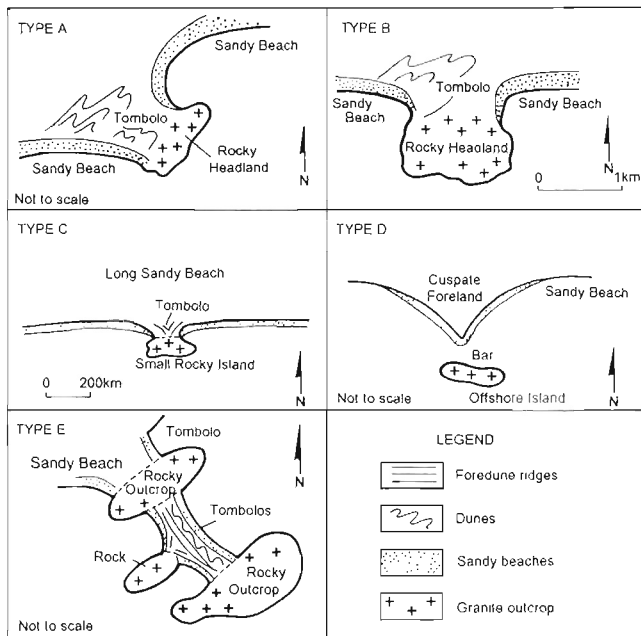 TYPE A
Sandy Beach
Tombolo
Rocky
Headland
Sandy Beach
N
Not to scale
TYPE B
Tombolo
Sandy
Beach
Sandy Beach
Rocky Headland
N
0 1km
TYPE C
Long Sandy Beach
Tombolo
Small Rocky Island
0 200km
N
TYPE D
Cuspate
Foreland
Sandy Beach
Bar
Offshore Island
Not to scale
N
TYPE E
Tombolo
N
Sandy Beach
Rocky
Outcrop
Tombolos
Rock
Rocky
Outcrop
Not to scale
LEGEND
Foredune ridges
Dunes
Sandy beaches
Granite outcrop